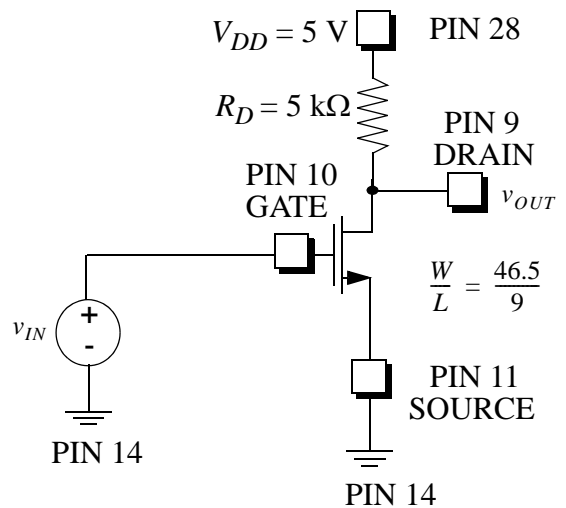 V_DD = 5 V
PIN 28
R_D = 5 kΩ
PIN 9
DRAIN
v_OUT
PIN 10
GATE
W/L = 46.5/9
v_IN
+
-
PIN 11
SOURCE
PIN 14
PIN 14